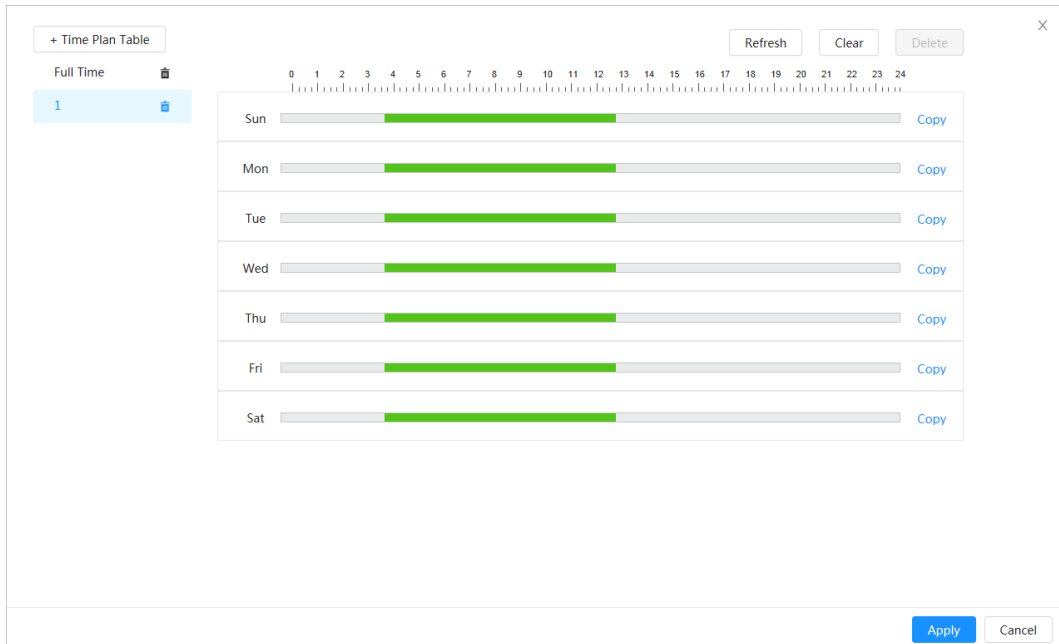 + Time Plan Table
Refresh Clear Delete
Full Time
1
0 1 2 3 4 5 6 7 8 9 10 11 12 13 14 15 16 17 18 19 20 21 22 23 24
Sun Copy
Mon Copy
Tue Copy
Wed Copy
Thu Copy
Fri Copy
Sat Copy
Apply Cancel